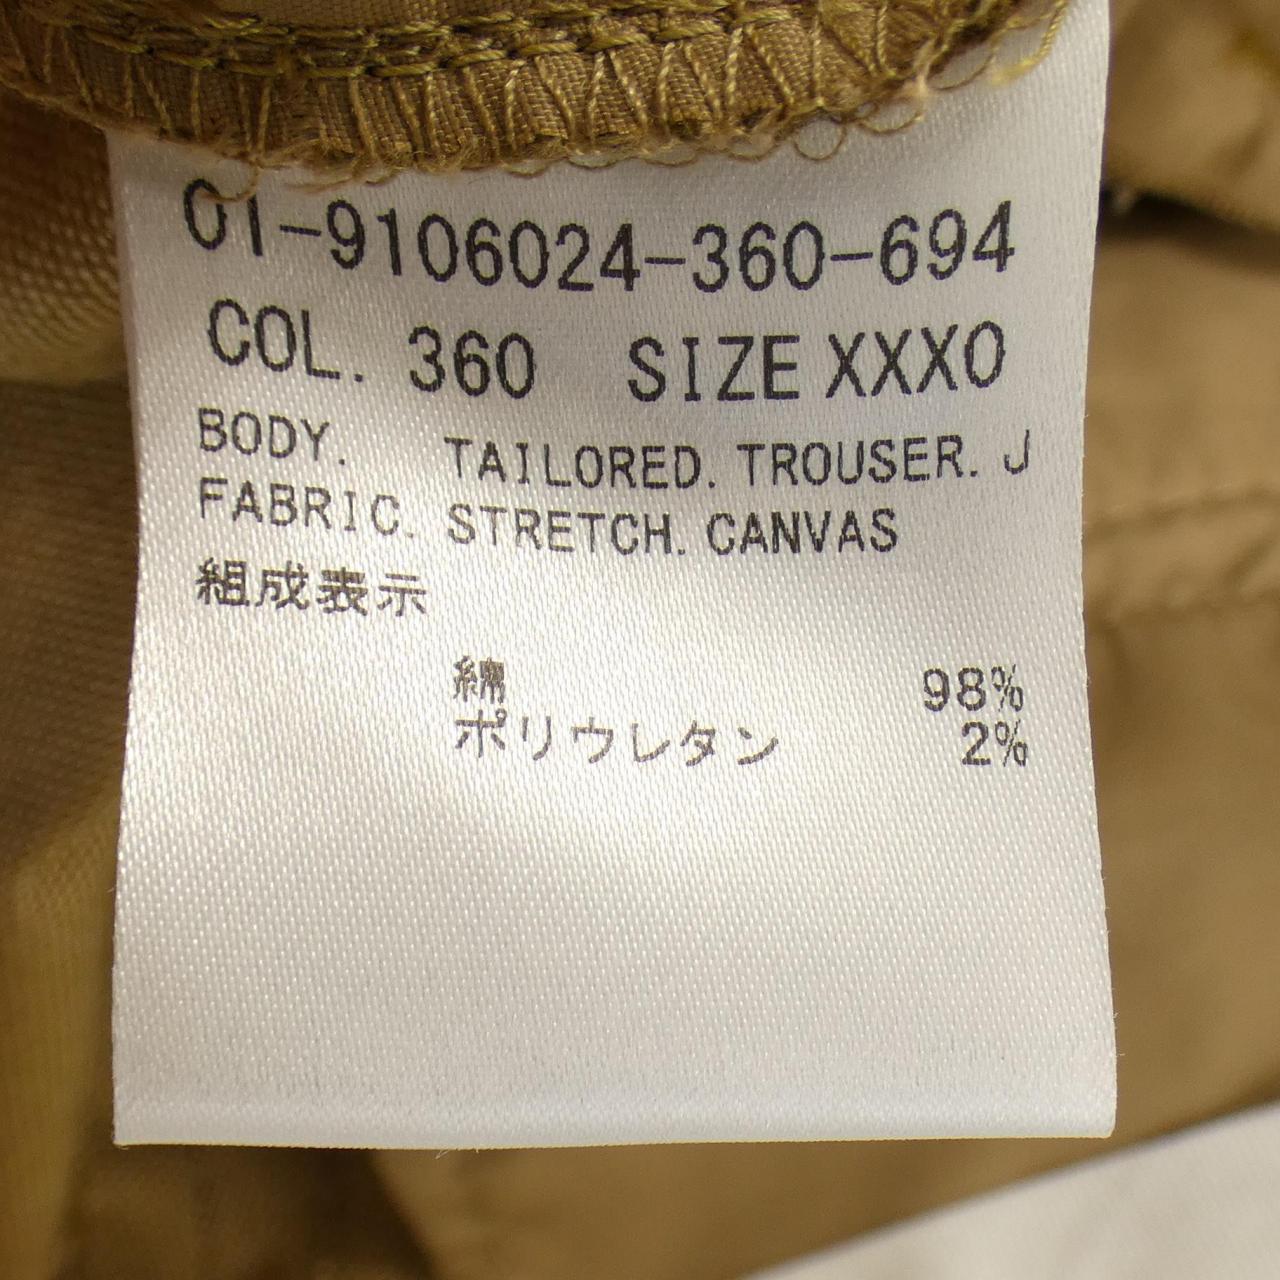 01-9106024-360-694
COL. 360 SIZE XXXO
BODY. TAILORED. TROUSER. J
FABRIC. STRETCH. CANVAS
組成表示
綿 98%
ポリウレタン 2%